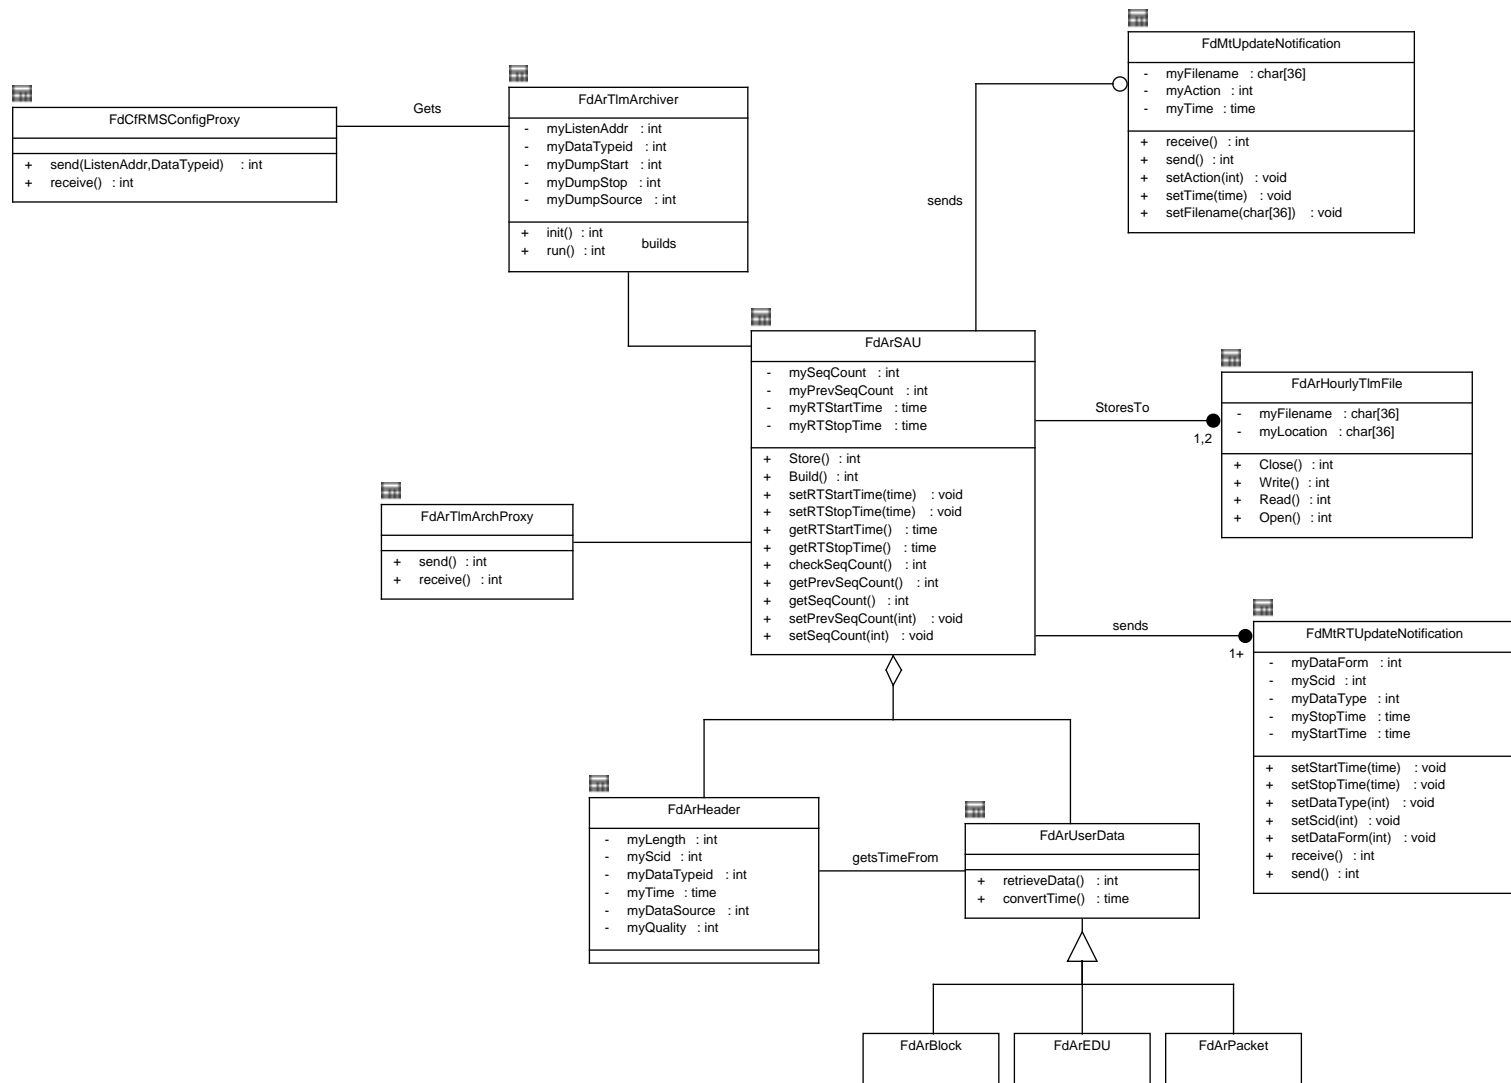 FdMtUpdateNotification
- myFilename : char[36]
- myAction : int
- myTime : time
+ receive() : int
+ send() : int
+ setAction(int) : void
+ setTime(time) : void
+ setFilename(char[36]) : void
FdCfRMSConfigProxy
+ send(ListenAddr,DataTypeid) : int
+ receive() : int
Gets
FdArTlmArchiver
- myListenAddr : int
- myDataTypeid : int
- myDumpStart : int
- myDumpStop : int
- myDumpSource : int
+ init() : int
+ run() : int
builds
sends
FdArSAU
- mySeqCount : int
- myPrevSeqCount : int
- myRTStartTime : time
- myRTStopTime : time
+ Store() : int
+ Build() : int
+ setRTStartTime(time) : void
+ setRTStopTime(time) : void
+ getRTStartTime() : time
+ getRTStopTime() : time
+ checkSeqCount() : int
+ getPrevSeqCount() : int
+ getSeqCount() : int
+ setPrevSeqCount(int) : void
+ setSeqCount(int) : void
StoresTo
1,2
FdArHourlyTlmFile
- myFilename : char[36]
- myLocation : char[36]
+ Close() : int
+ Write() : int
+ Read() : int
+ Open() : int
FdArTlmArchProxy
+ send() : int
+ receive() : int
sends
1+
FdMtRTUpdateNotification
- myDataForm : int
- myScid : int
- myDataType : int
- myStopTime : time
- myStartTime : time
+ setStartTime(time) : void
+ setStopTime(time) : void
+ setDataType(int) : void
+ setScid(int) : void
+ setDataForm(int) : void
+ receive() : int
+ send() : int
FdArHeader
- myLength : int
- myScid : int
- myDataTypeid : int
- myTime : time
- myDataSource : int
- myQuality : int
getsTimeFrom
FdArUserData
+ retrieveData() : int
+ convertTime() : time
FdArBlock
FdArEDU
FdArPacket